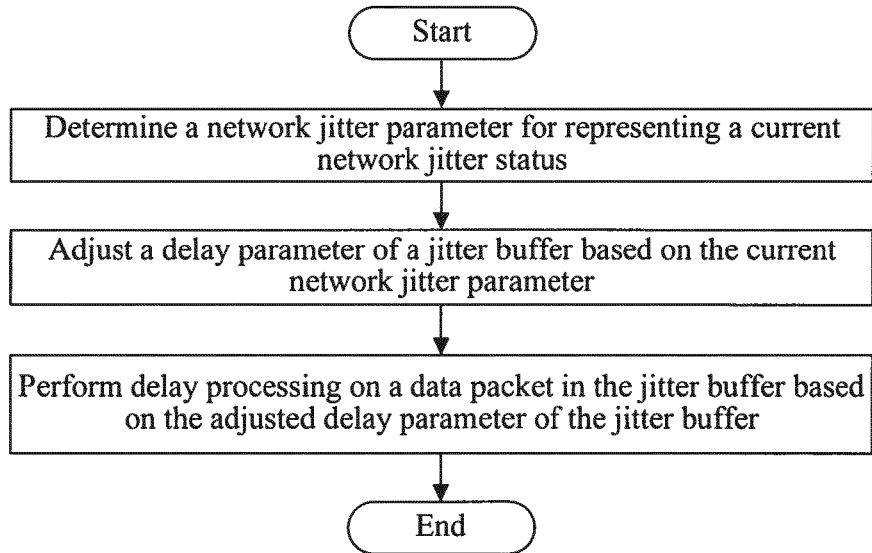 Start
Determine a network jitter parameter for representing a current
network jitter status
Adjust a delay parameter of a jitter buffer based on the current
network jitter parameter
Perform delay processing on a data packet in the jitter buffer based
on the adjusted delay parameter of the jitter buffer
End